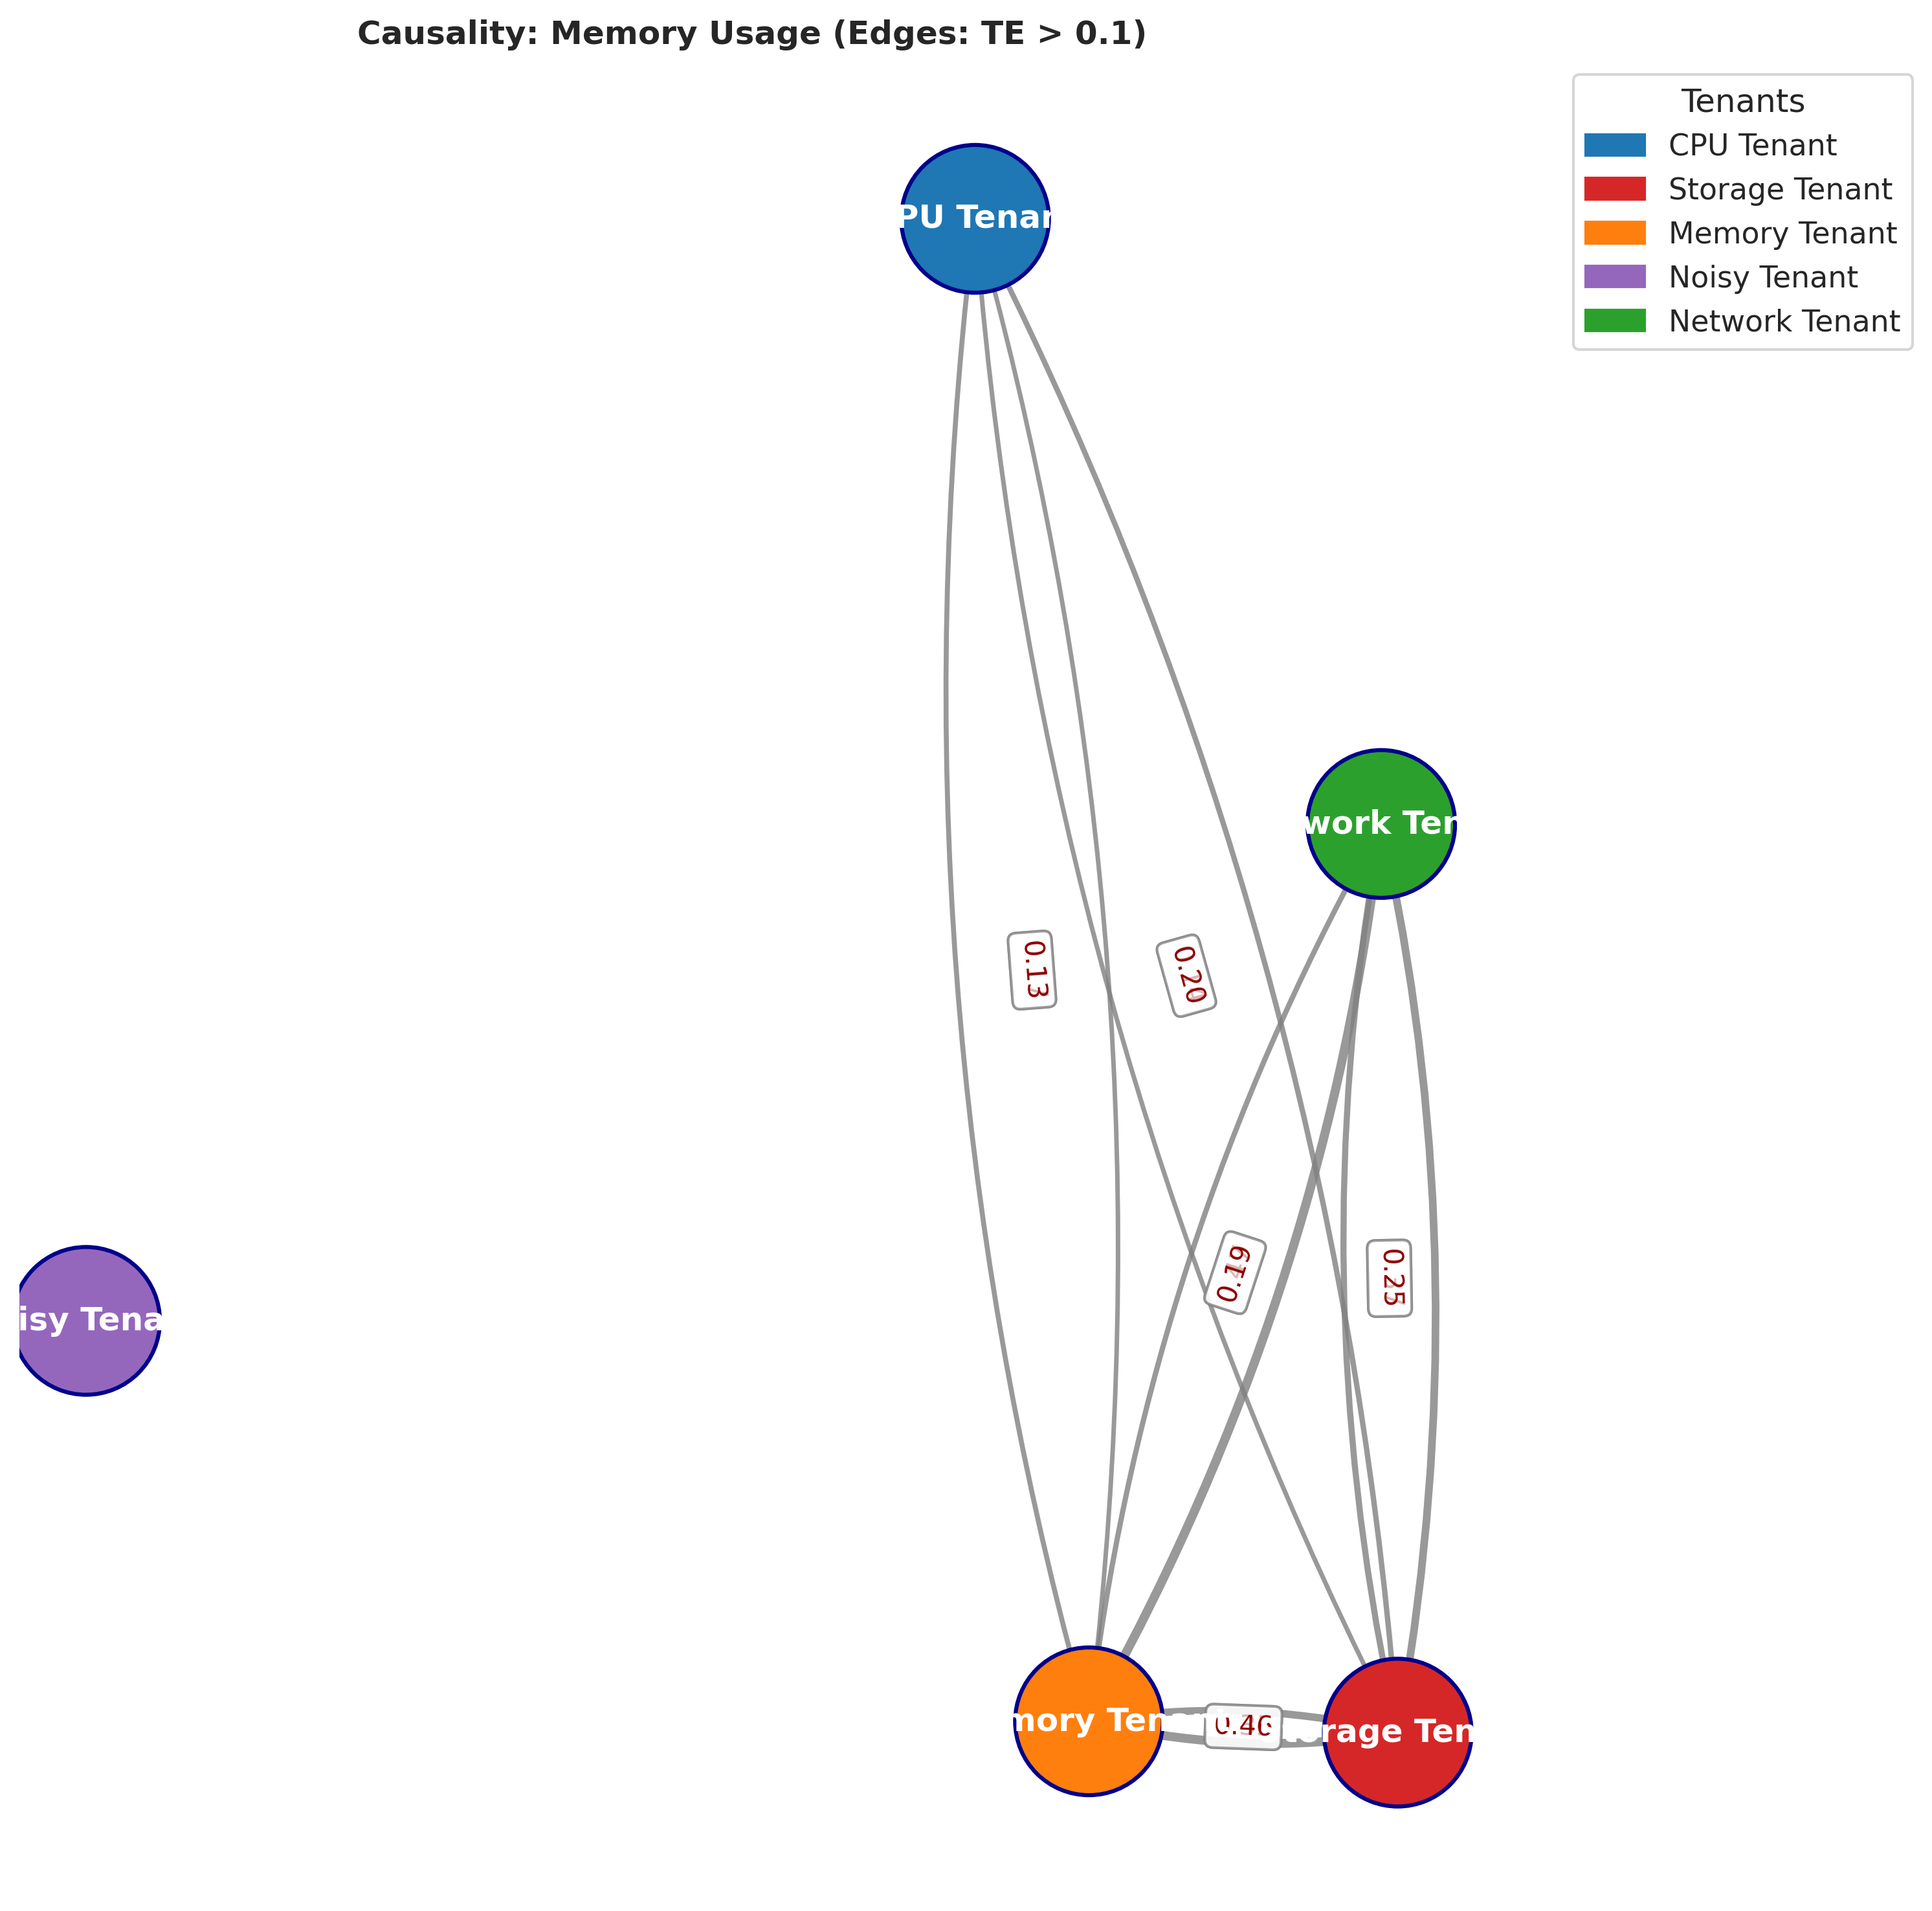 Causality: Memory Usage (Edges: TE > 0.1)
Tenants
CPU Tenant
Storage Tenant
Memory Tenant
Noisy Tenant
Network Tenant
PU Tenan
work Ten
0.13
0.20
0.19
0.25
isy Tena
mory Ten
0.46
rage Ten